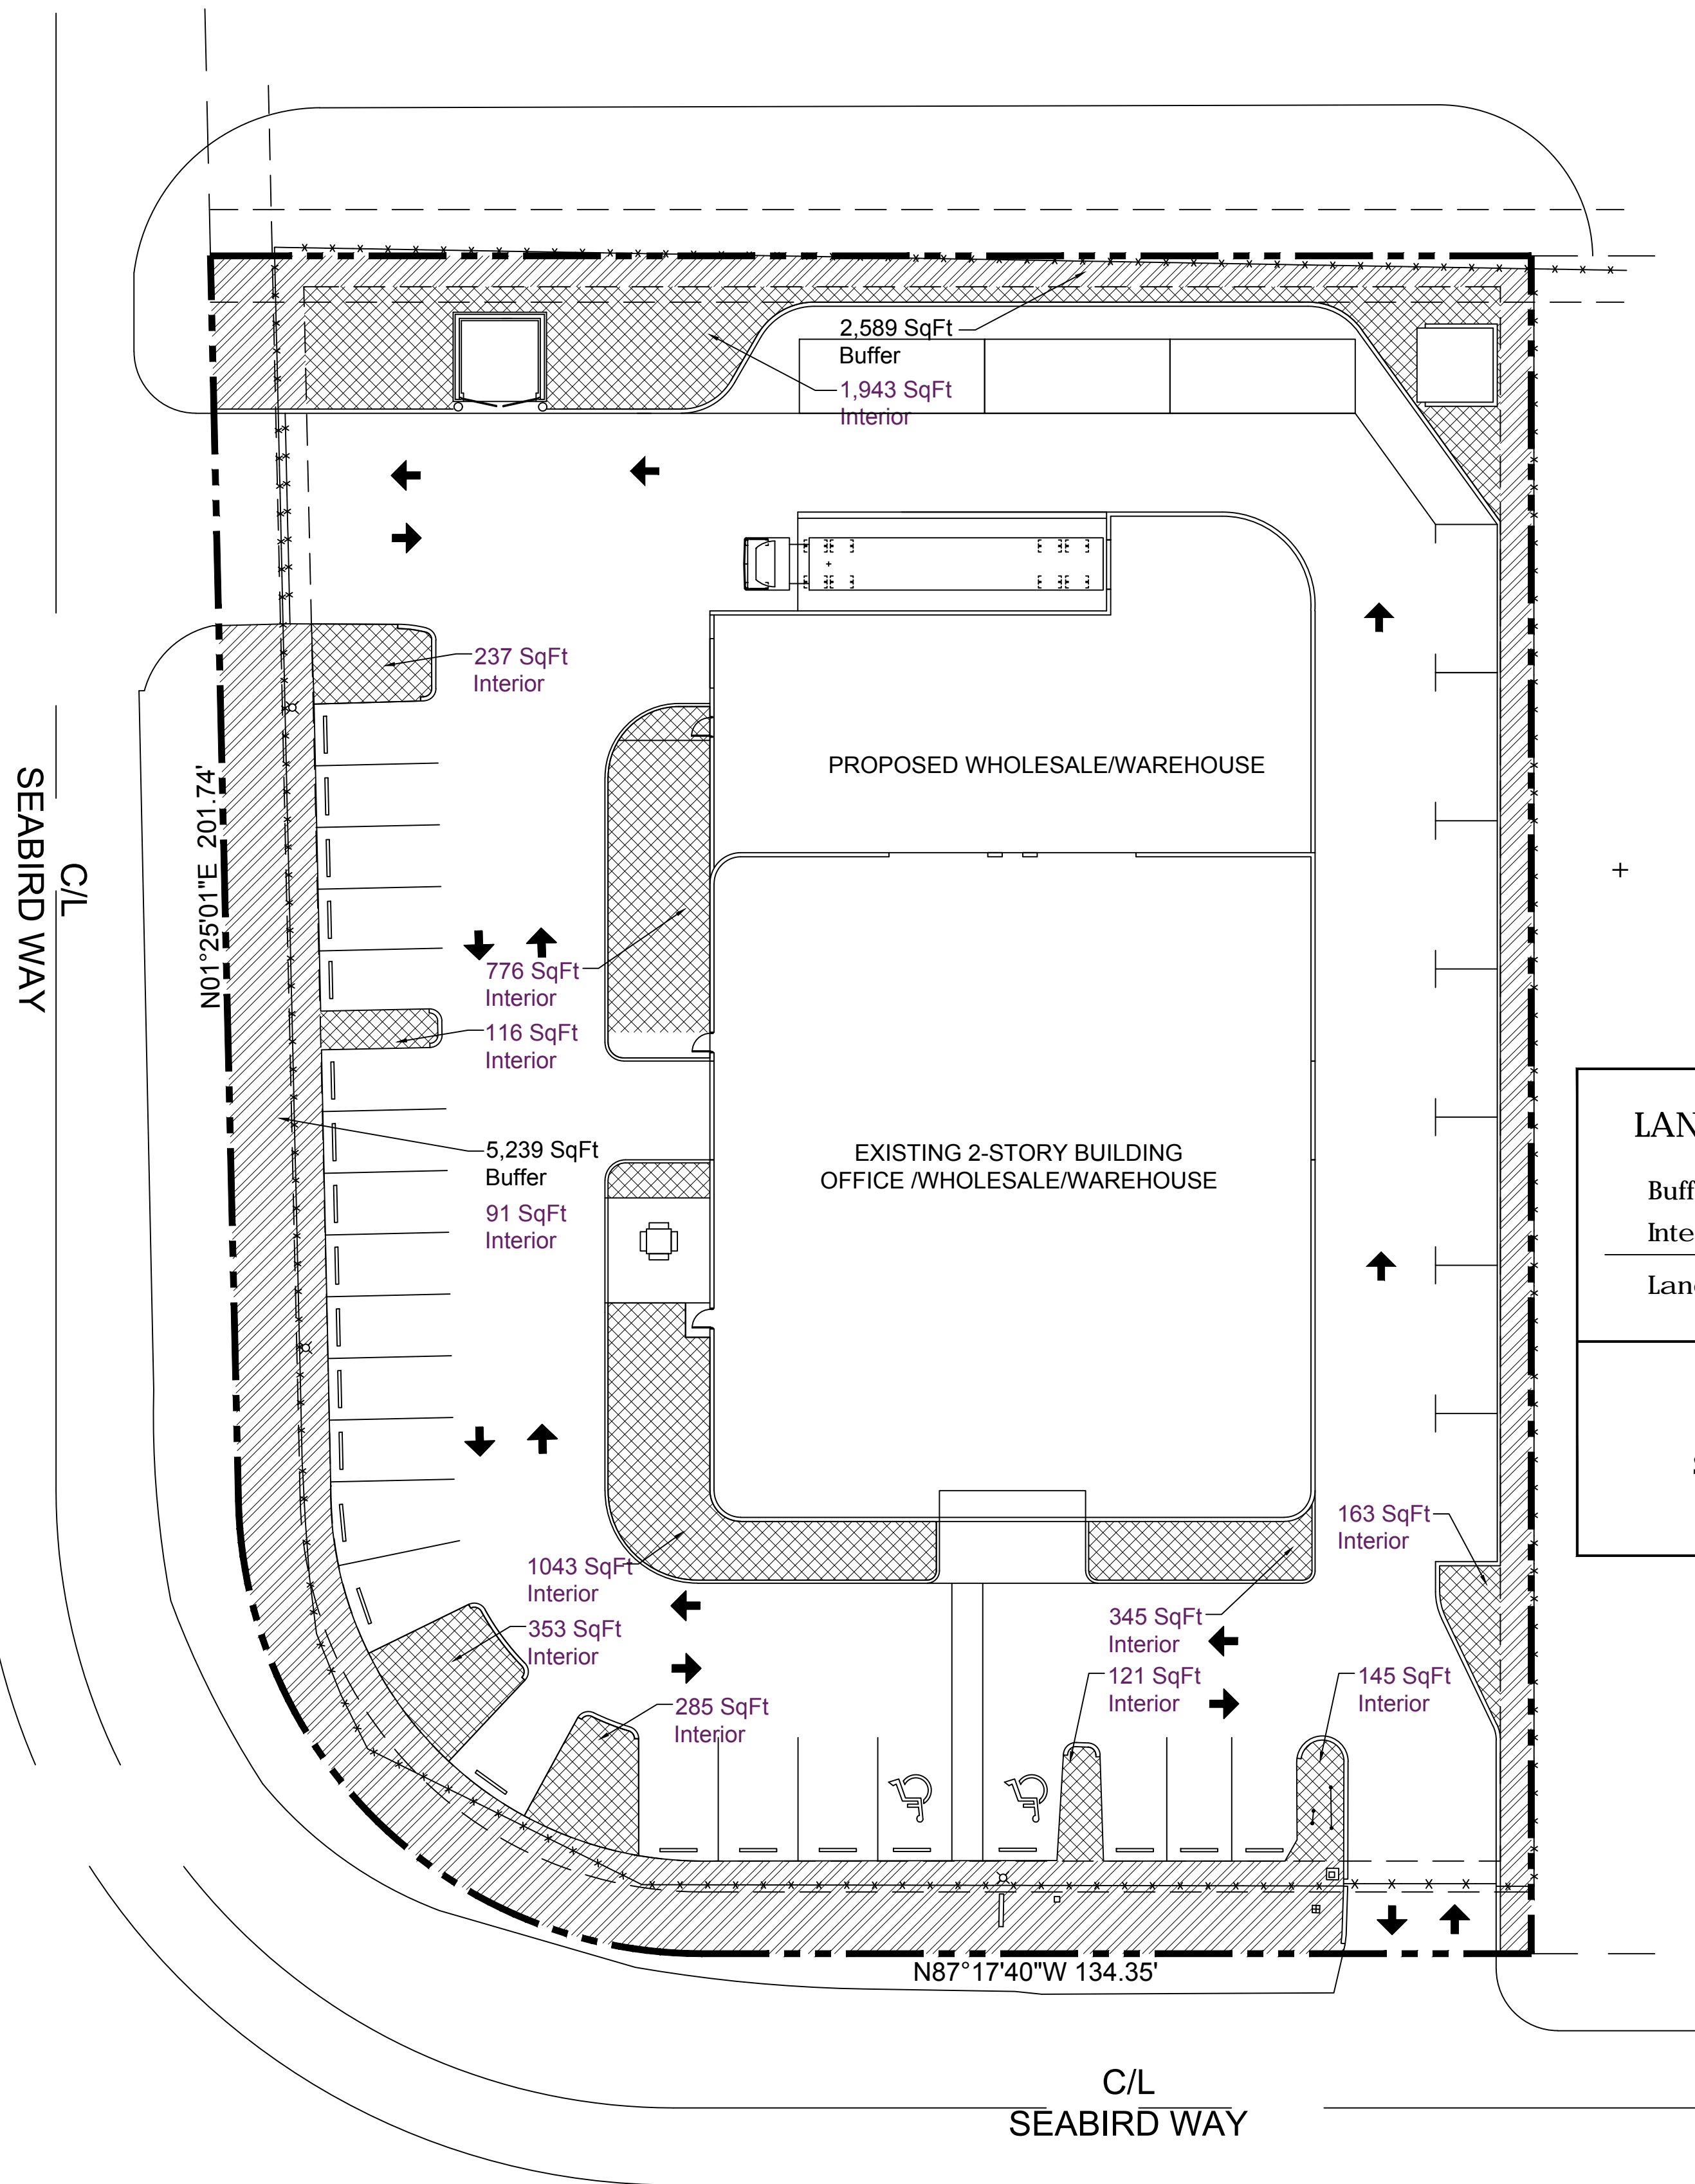 2,589 SqFt
Buffer
1,943 SqFt
Interior
237 SqFt
Interior
PROPOSED WHOLESALE/WAREHOUSE
N01°25'01"E 201.74'
C/L
SEABIRD WAY
776 SqFt
Interior
116 SqFt
Interior
5,239 SqFt
Buffer
91 SqFt
Interior
EXISTING 2-STORY BUILDING
OFFICE /WHOLESALE/WAREHOUSE
LAN
Buff
Inte
Lan
163 SqFt
Interior
1043 SqFt
Interior
353 SqFt
Interior
345 SqFt
Interior
285 SqFt
Interior
121 SqFt
Interior
145 SqFt
Interior
N87°17'40"W 134.35'
C/L
SEABIRD WAY